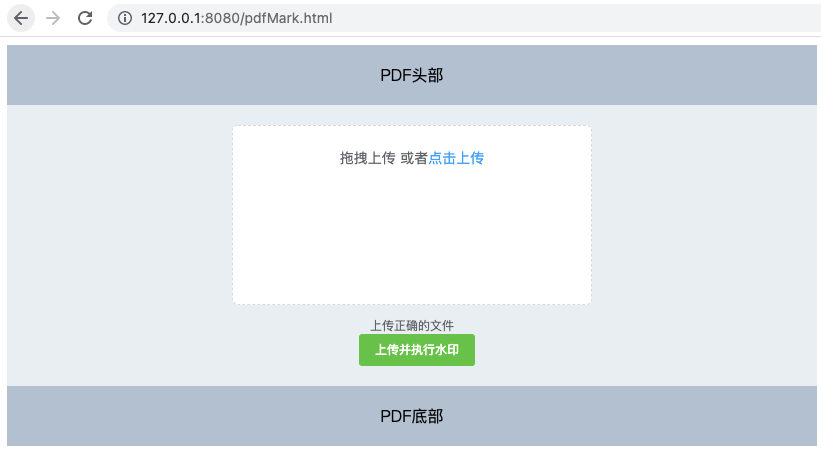 127.0.0.1:8080/pdfMark.html
PDF头部
拖拽上传 或者点击上传
上传正确的文件
上传并执行水印
PDF底部